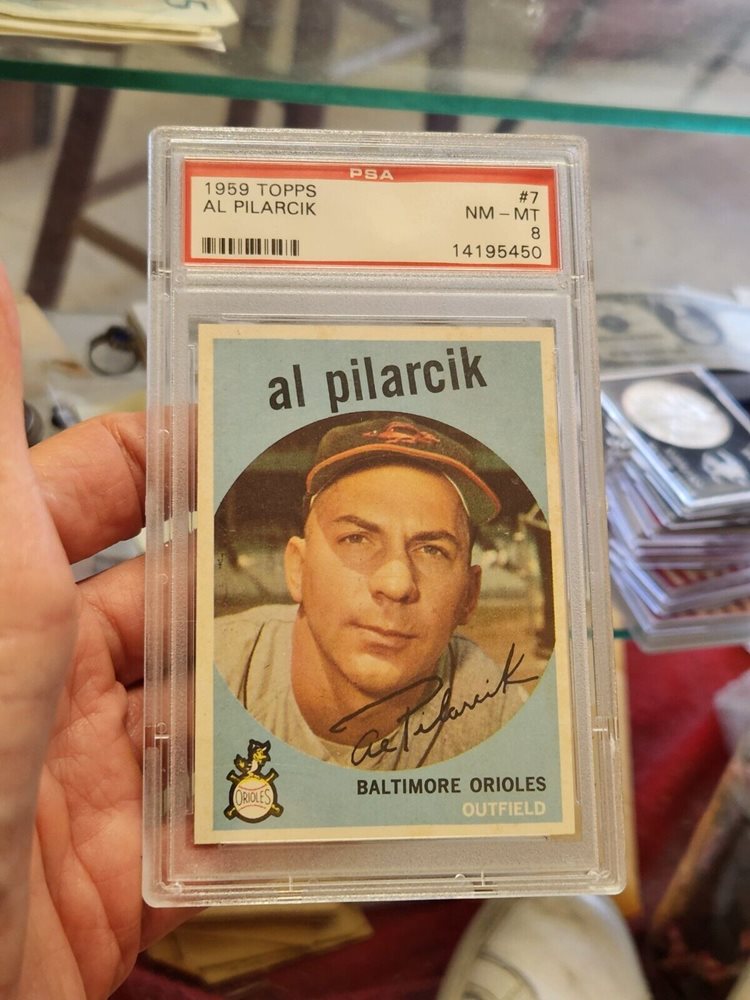 PSA
1959 TOPPS #7
AL PILARCIK NM - MT
8
14195450
al pilarcik
Al Pilarcik
ORIOLES
BALTIMORE ORIOLES
OUTFIELD